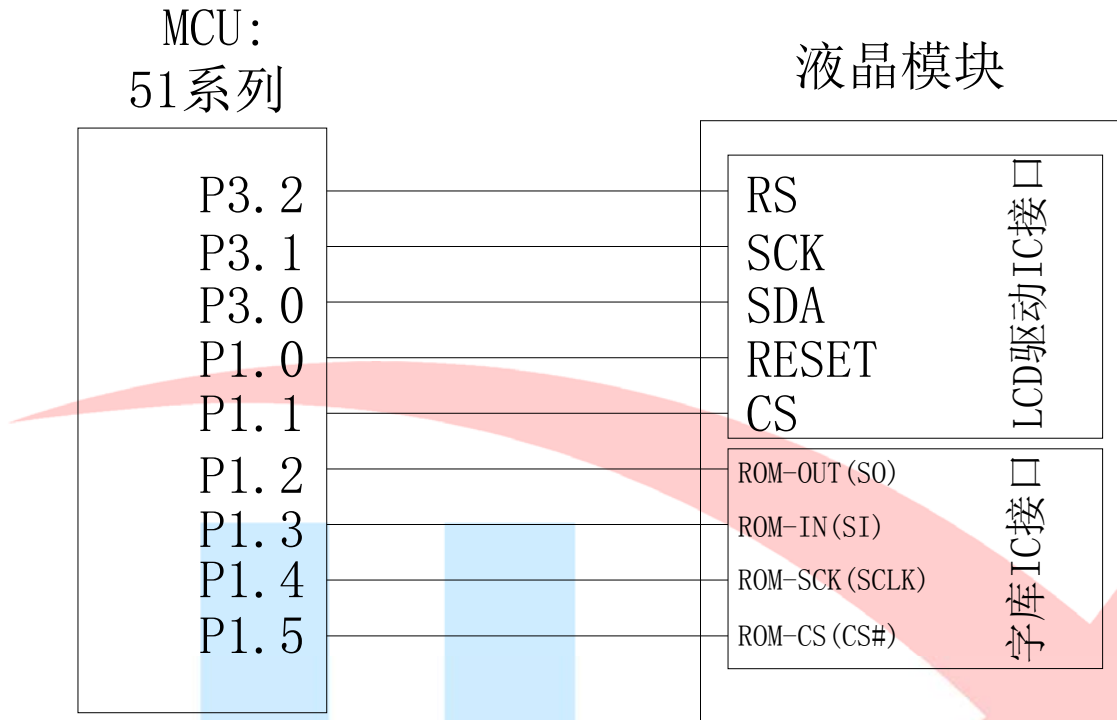 MCU:
51系列
液晶模块
P3.2
P3.1
P3.0
P1.0
P1.1
P1.2
P1.3
P1.4
P1.5
RS
SCK
SDA
RESET
CS
LCD驱动IC接口
ROM-OUT(SO)
ROM-IN(SI)
ROM-SCK(SCLK)
ROM-CS(CS#)
字库IC接口